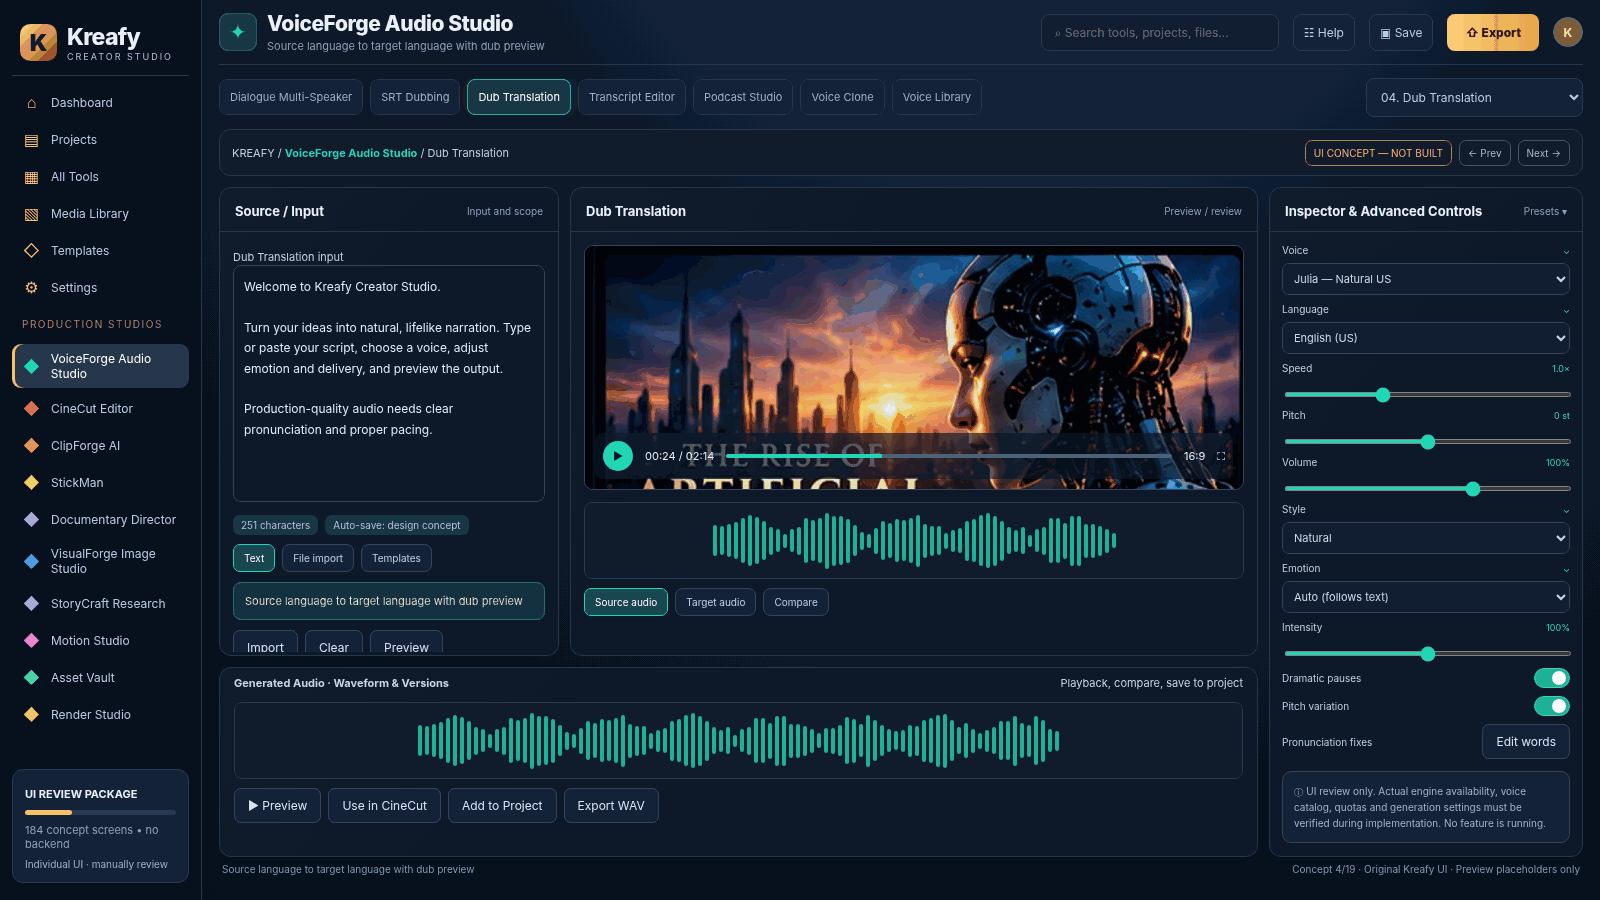 K
Kreafy
CREATOR STUDIO
Dashboard
Projects
All Tools
Media Library
Templates
Settings
PRODUCTION STUDIOS
VoiceForge Audio
Studio
CineCut Editor
ClipForge AI
StickMan
Documentary Director
VisualForge Image
Studio
StoryCraft Research
Motion Studio
Asset Vault
Render Studio
UI REVIEW PACKAGE
184 concept screens • no
backend
Individual UI · manually review
VoiceForge Audio Studio
Source language to target language with dub preview
Search tools, projects, files...
Help
Save
Export
K
Dialogue Multi-Speaker
SRT Dubbing
Dub Translation
Transcript Editor
Podcast Studio
Voice Clone
Voice Library
04. Dub Translation
KREAFY / VoiceForge Audio Studio / Dub Translation
UI CONCEPT — NOT BUILT
← Prev
Next →
Source / Input
Input and scope
Dub Translation input
Welcome to Kreafy Creator Studio.
Turn your ideas into natural, lifelike narration. Type
or paste your script, choose a voice, adjust
emotion and delivery, and preview the output.
Production-quality audio needs clear
pronunciation and proper pacing.
251 characters
Auto-save: design concept
Text
File import
Templates
Source language to target language with dub preview
Import
Clear
Preview
Dub Translation
Preview / review
THE RISE OF
ARTIFICIAL
00:24 / 02:14
16:9
Source audio
Target audio
Compare
Generated Audio · Waveform & Versions
Playback, compare, save to project
▶ Preview
Use in CineCut
Add to Project
Export WAV
Source language to target language with dub preview
Inspector & Advanced Controls
Presets ▾
Voice
Julia — Natural US
Language
English (US)
Speed
1.0×
Pitch
0 st
Volume
100%
Style
Natural
Emotion
Auto (follows text)
Intensity
100%
Dramatic pauses
Pitch variation
Pronunciation fixes
Edit words
ⓘ UI review only. Actual engine availability, voice
catalog, quotas and generation settings must be
verified during implementation. No feature is running.
Concept 4/19 · Original Kreafy UI · Preview placeholders only